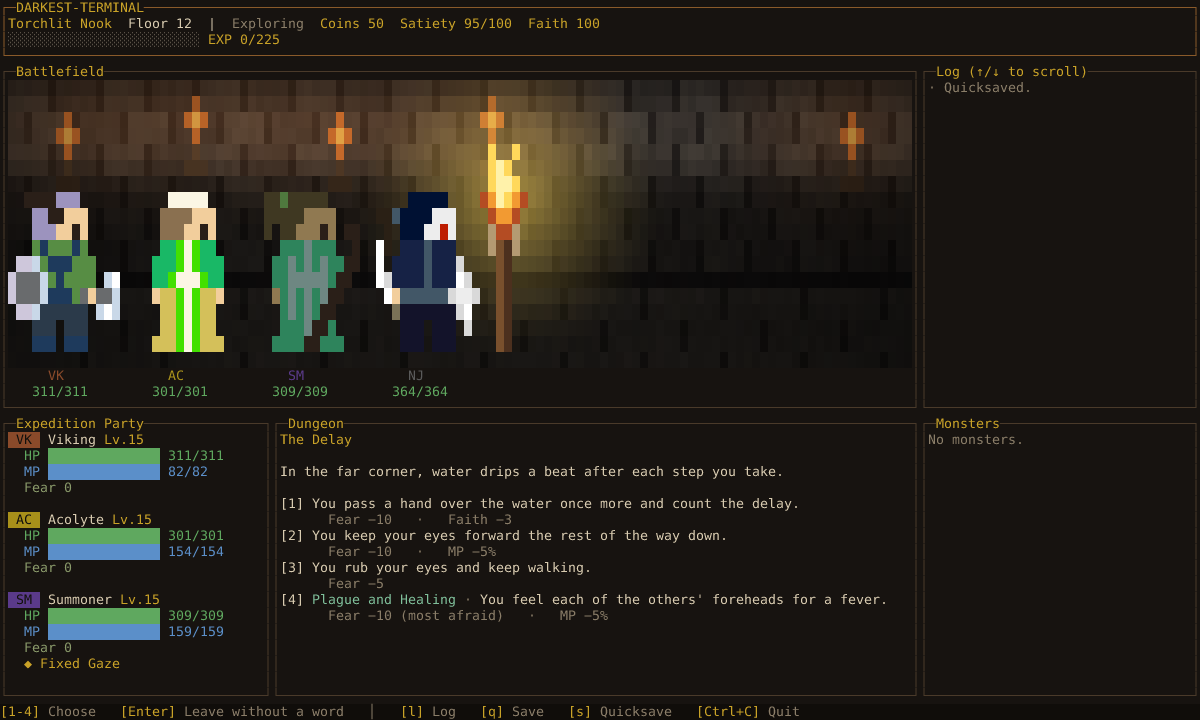 DARKEST-TERMINAL
Torchlit Nook  Floor 12  |  Exploring  Coins 50  Satiety 95/100  Faith 100
EXP 0/225
Battlefield
Log (↑/↓ to scroll)
· Quicksaved.
VK AC SM NJ
311/311 301/301 309/309 364/364
Expedition Party
VK Viking Lv.15
HP 311/311
MP 82/82
Fear 0
AC Acolyte Lv.15
HP 301/301
MP 154/154
Fear 0
SM Summoner Lv.15
HP 309/309
MP 159/159
Fear 0
◆ Fixed Gaze
Dungeon
The Delay
In the far corner, water drips a beat after each step you take.
[1] You pass a hand over the water once more and count the delay.
Fear −10 · Faith −3
[2] You keep your eyes forward the rest of the way down.
Fear −10 · MP −5%
[3] You rub your eyes and keep walking.
Fear −5
[4] Plague and Healing · You feel each of the others' foreheads for a fever.
Fear −10 (most afraid) · MP −5%
Monsters
No monsters.
[1-4] Choose [Enter] Leave without a word │ [l] Log [q] Save [s] Quicksave [Ctrl+C] Quit